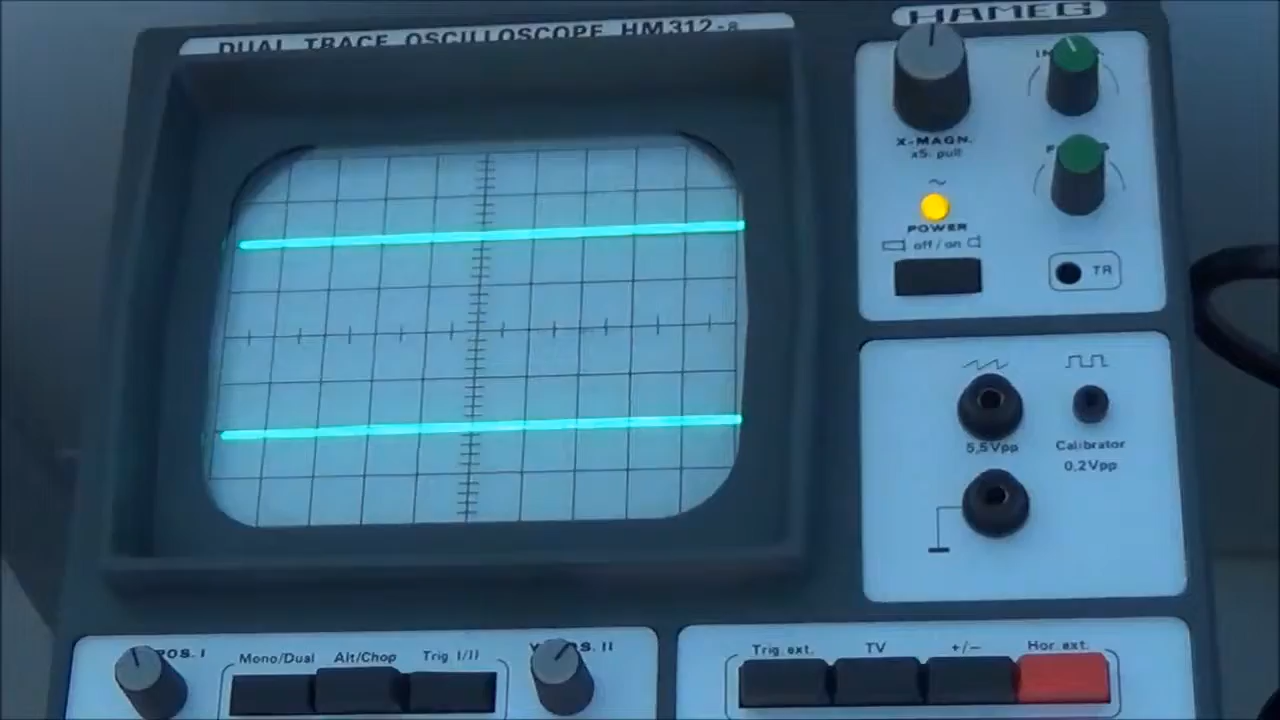 DUAL TRACE OSCILLOSCOPE HM312-8
HAMEG
X-MAGN.
x5: pull
POWER
off / on
TR
5,5Vpp
Calibrator
0,2Vpp
Mono/Dual
Alt/Chop
Trig I/II
Trig ext.
TV
+/−
Hor. ext.